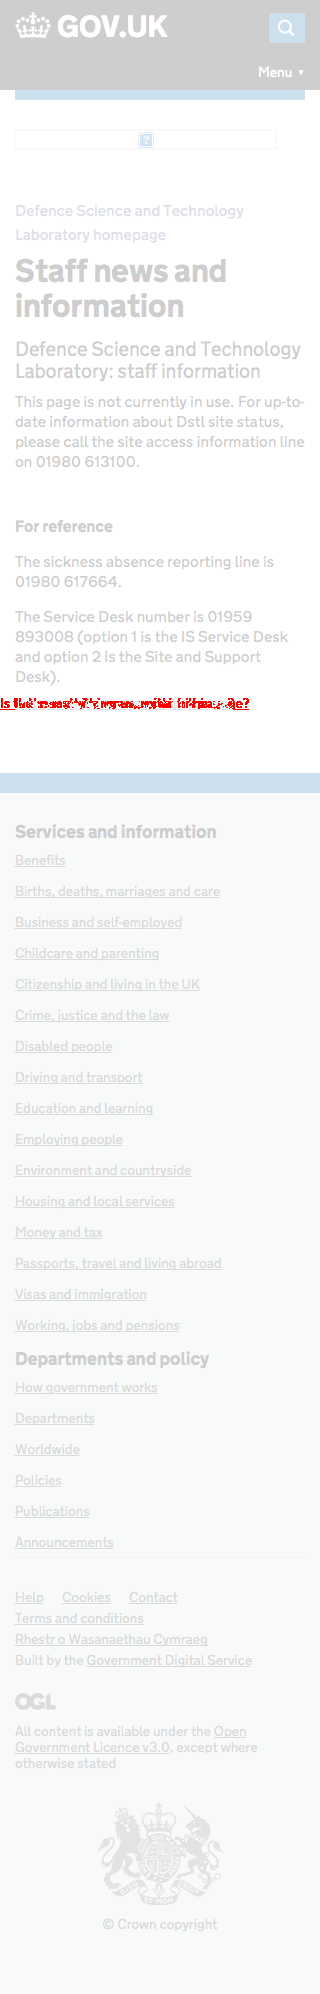 GOV.UK
Menu ▼
?
Defence Science and Technology
Laboratory homepage
Staff news and
information
Defence Science and Technology
Laboratory: staff information
This page is not currently in use. For up-to-
date information about Dstl site status,
please call the site access information line
on 01980 613100.
For reference
The sickness absence reporting line is
01980 617664.
The Service Desk number is 01959
893008 (option 1 is the IS Service Desk
and option 2 is the Site and Support
Desk).
Services and information
Benefits
Births, deaths, marriages and care
Business and self-employed
Childcare and parenting
Citizenship and living in the UK
Crime, justice and the law
Disabled people
Driving and transport
Education and learning
Employing people
Environment and countryside
Housing and local services
Money and tax
Passports, travel and living abroad
Visas and immigration
Working, jobs and pensions
Departments and policy
How government works
Departments
Worldwide
Policies
Publications
Announcements
Help Cookies Contact
Terms and conditions
Rhestr o Wasanaethau Cymraeg
Built by the Government Digital Service
OGL
All content is available under the Open
Government Licence v3.0, except where
otherwise stated
© Crown copyright